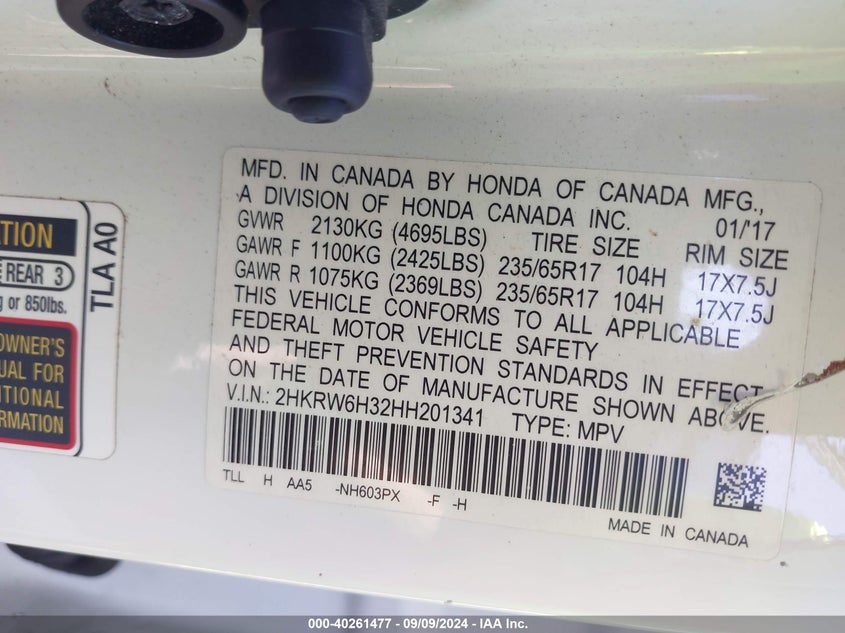 MFD. IN CANADA BY HONDA OF CANADA MFG.,
A DIVISION OF HONDA CANADA INC. 01/'17
GVWR 2130KG (4695LBS) TIRE SIZE RIM SIZE
GAWR F 1100KG (2425LBS) 235/65R17 104H 17X7.5J
GAWR R 1075KG (2369LBS) 235/65R17 104H 17X7.5J
THIS VEHICLE CONFORMS TO ALL APPLICABLE
FEDERAL MOTOR VEHICLE SAFETY
AND THEFT PREVENTION STANDARDS IN EFFECT
ON THE DATE OF MANUFACTURE SHOWN ABOVE.
V.I.N.: 2HKRW6H32HH201341 TYPE: MPV
TLL H AA5 -NH603PX -F -H
MADE IN CANADA
REAR 3
or 850lbs.
OWNER'S
FOR
TLA A0
000-40261477 - 09/09/2024 - IAA Inc.